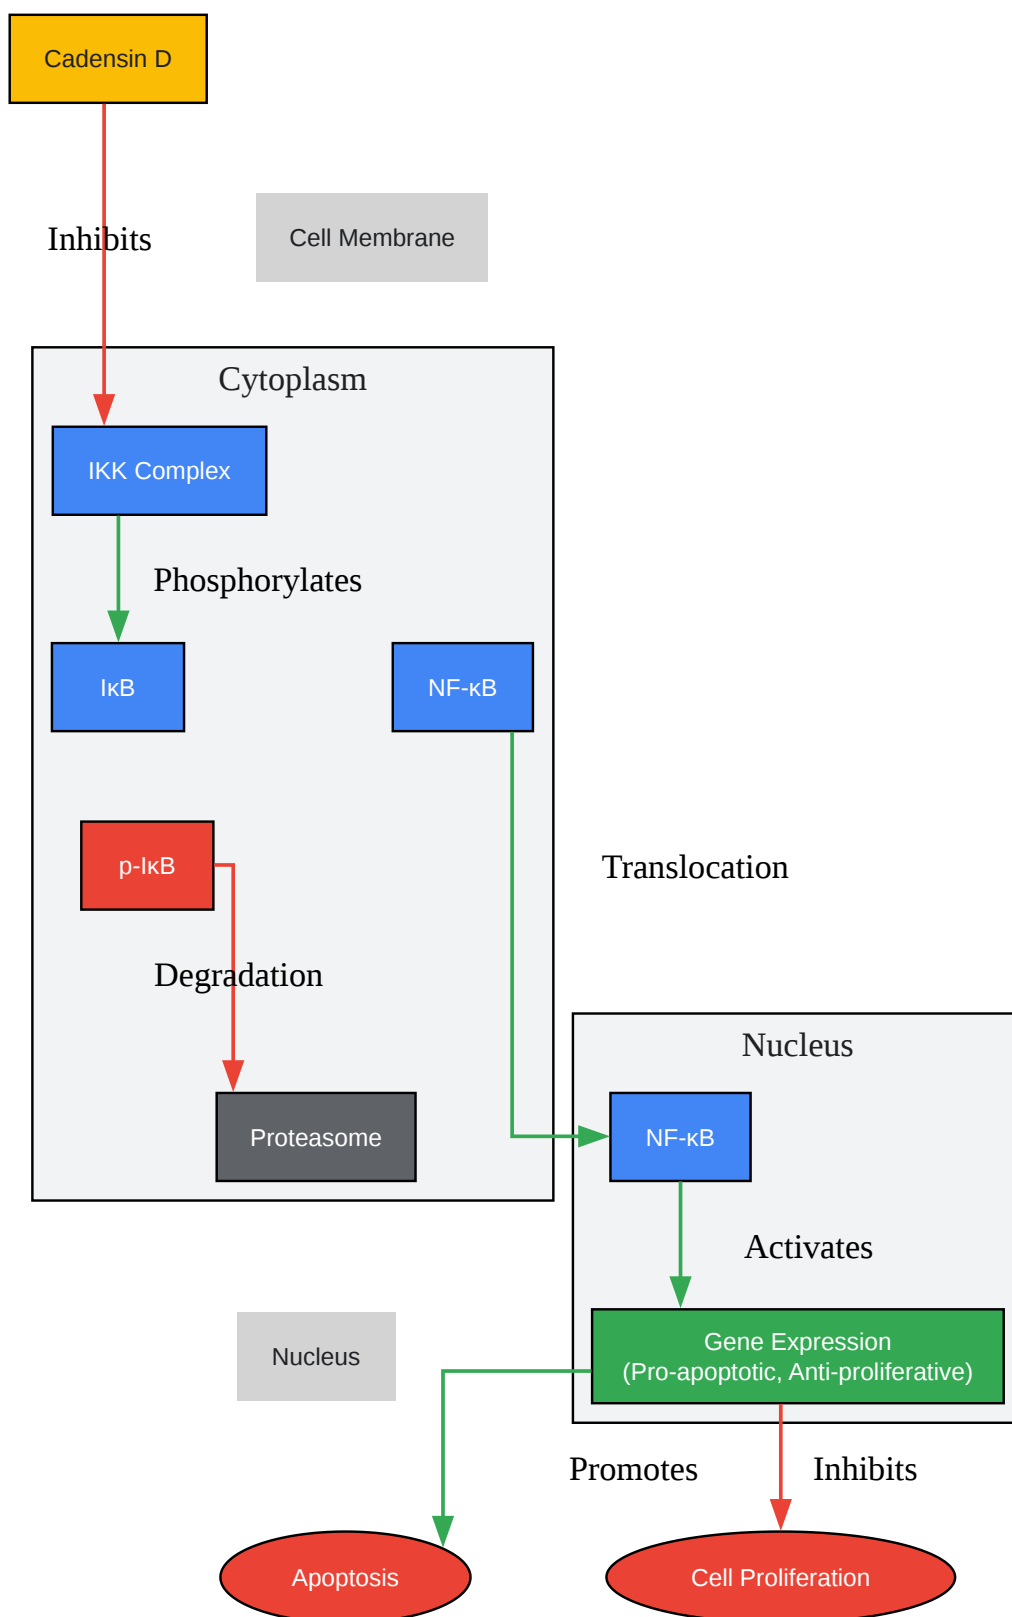 Cadensin D
Inhibits
Cell Membrane
Cytoplasm
IKK Complex
Phosphorylates
IκB
NF-κB
p-IκB
Translocation
Degradation
Nucleus
Proteasome
NF-κB
Activates
Gene Expression
(Pro-apoptotic, Anti-proliferative)
Nucleus
Promotes
Inhibits
Apoptosis
Cell Proliferation